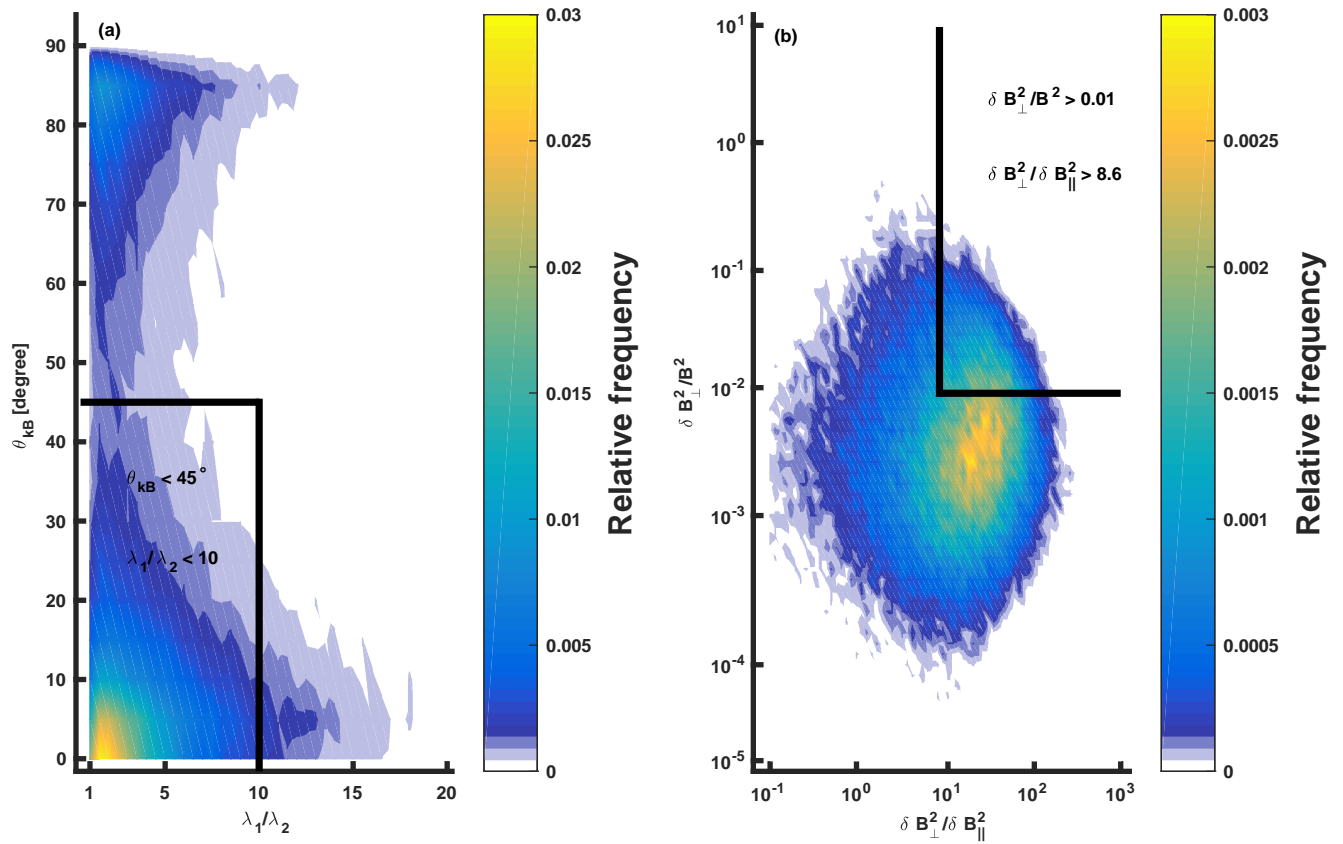 (a)
90
80
70
60
50
40
30
20
10
0
θkB [degree]
θkB < 45°
λ1/λ2 < 10
1 5 10 15 20
λ1/λ2
0.03
0.025
0.02
0.015
0.01
0.005
0
Relative frequency
(b)
10^1
10^0
10^-1
10^-2
10^-3
10^-4
10^-5
δ B⊥^2/B^2
δ B⊥^2/B^2 > 0.01
δ B⊥^2/δ B||^2 > 8.6
10^-1 10^0 10^1 10^2 10^3
δ B⊥^2/δ B||^2
0.003
0.0025
0.002
0.0015
0.001
0.0005
0
Relative frequency